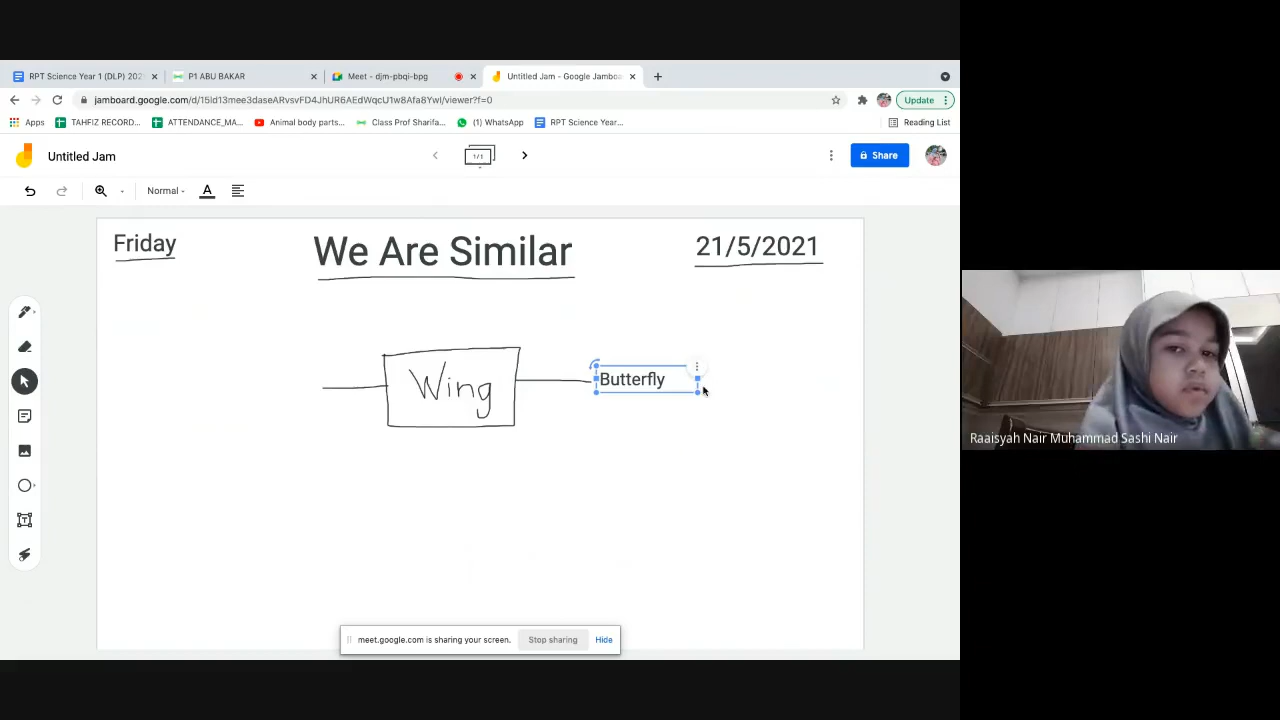 RPT Science Year 1 (DLP) 202
P1 ABU BAKAR
Meet - djm-pbqi-bpg
Untitled Jam - Google Jamboa
jamboard.google.com/d/15ld13mee3daseARvsvFD4JhUR6AEdWqcU1w8Afa8YwI/viewer?f=0
Update
Apps
TAHFIZ RECORD...
ATTENDANCE_MA...
Animal body parts...
Class Prof Sharifa...
(1) WhatsApp
RPT Science Year...
Reading List
Untitled Jam
1/1
Share
Normal
A
Friday
We Are Similar
21/5/2021
Wing
Butterfly
Raaisyah Nair Muhammad Sashi Nair
meet.google.com is sharing your screen.
Stop sharing
Hide